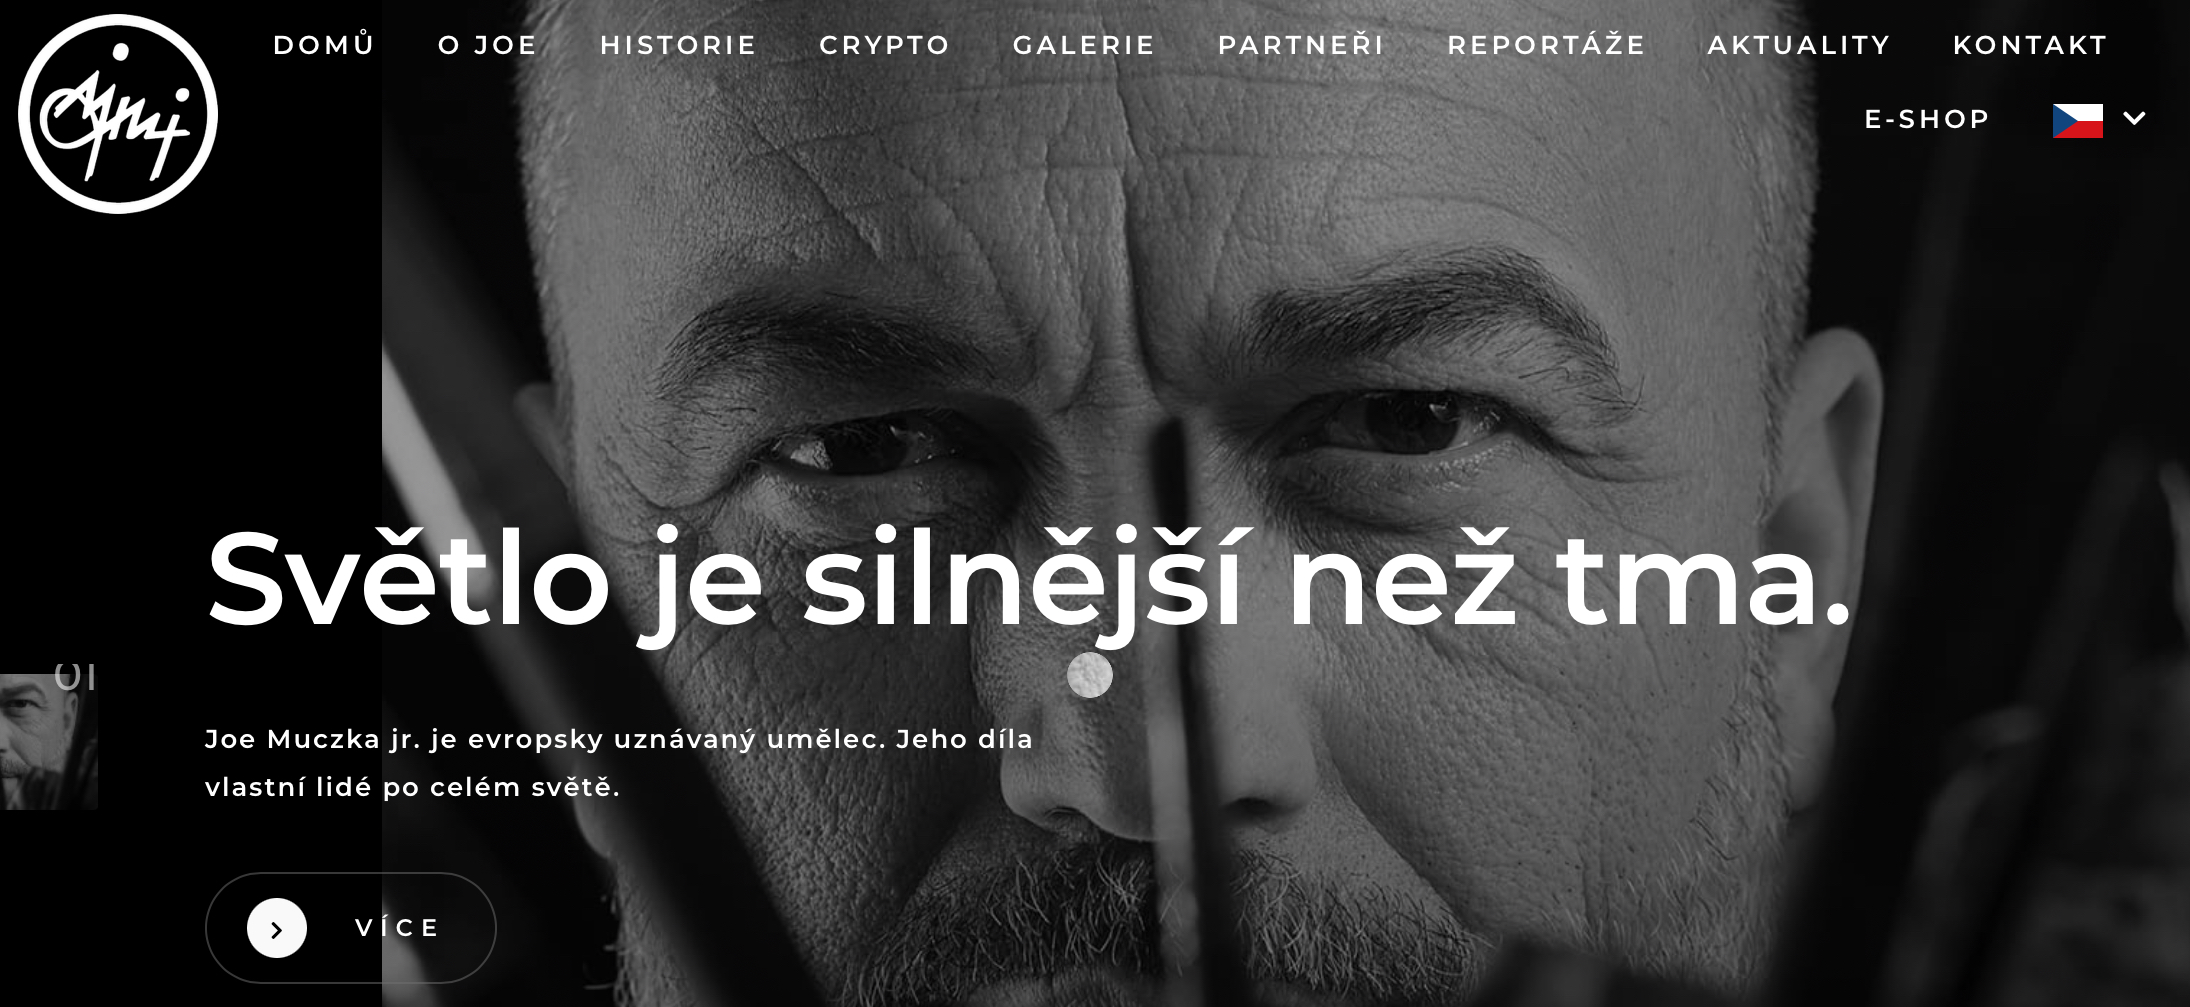 DOMŮ O JOE HISTORIE CRYPTO GALERIE PARTNEŘI REPORTÁŽE AKTUALITY KONTAKT
E-SHOP
Světlo je silnější než tma.
01
Joe Muczka jr. je evropsky uznávaný umělec. Jeho díla
vlastní lidé po celém světě.
VÍCE